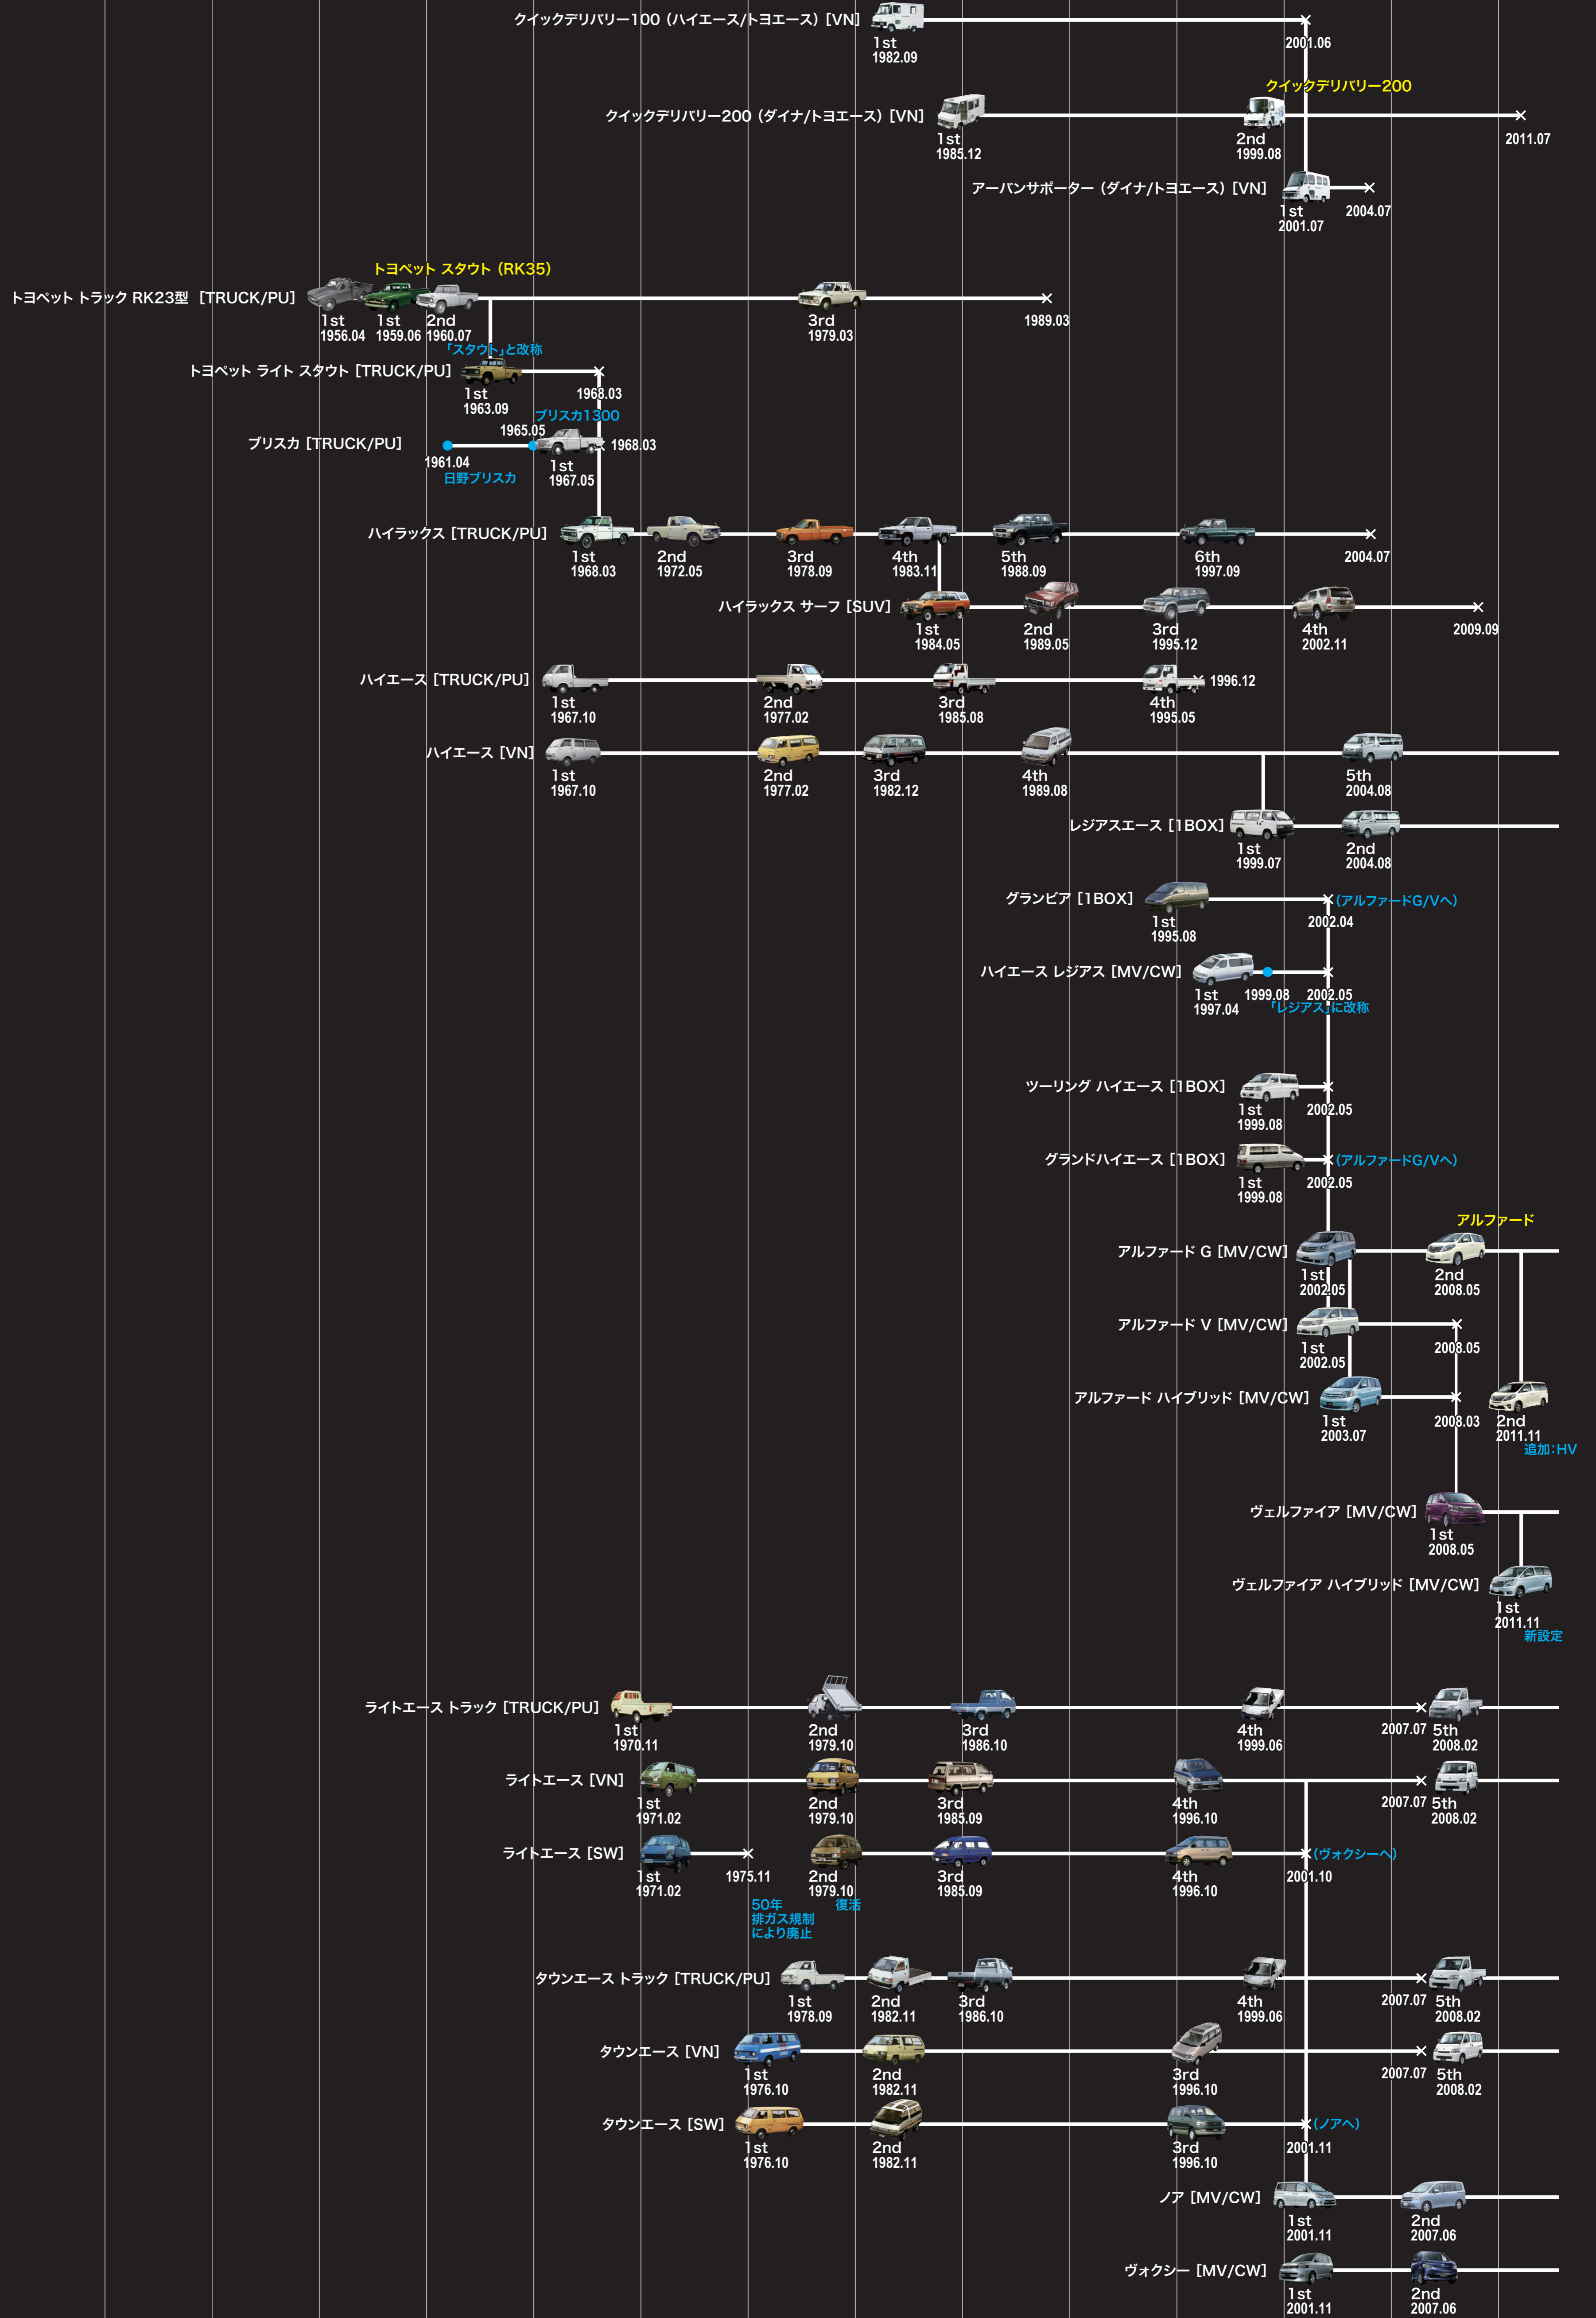 クイックデリバリー100（ハイエース/トヨエース）[VN]
1st
1982.09
2001.06
クイックデリバリー200
クイックデリバリー200（ダイナ/トヨエース）[VN]
1st
1985.12
2nd
1999.08
2011.07
アーバンサポーター（ダイナ/トヨエース）[VN]
1st
2001.07
2004.07
トヨペット スタウト（RK35）
トヨペット トラック RK23型 [TRUCK/PU]
1st
1956.04
1st
1959.06
2nd
1960.07
3rd
1979.03
1989.03
「スタウト」と改称
トヨペット ライト スタウト [TRUCK/PU]
1st
1963.09
1968.03
ブリスカ1300
1965.05
ブリスカ [TRUCK/PU]
1968.03
1961.04
日野ブリスカ
1st
1967.05
ハイラックス [TRUCK/PU]
1st
1968.03
2nd
1972.05
3rd
1978.09
4th
1983.11
5th
1988.09
6th
1997.09
2004.07
ハイラックス サーフ [SUV]
1st
1984.05
2nd
1989.05
3rd
1995.12
4th
2002.11
2009.09
ハイエース [TRUCK/PU]
1996.12
1st
1967.10
2nd
1977.02
3rd
1985.08
4th
1995.05
ハイエース [VN]
1st
1967.10
2nd
1977.02
3rd
1982.12
4th
1989.08
5th
2004.08
レジアスエース [1BOX]
1st
1999.07
2nd
2004.08
グランビア [1BOX]
（アルファードG/Vへ）
1st
1995.08
2002.04
ハイエース レジアス [MV/CW]
1st
1997.04
1999.08
2002.05
「レジアス」に改称
ツーリング ハイエース [1BOX]
1st
1999.08
2002.05
グランドハイエース [1BOX]
（アルファードG/Vへ）
1st
1999.08
2002.05
アルファード
アルファード G [MV/CW]
1st
2002.05
2nd
2008.05
アルファード V [MV/CW]
1st
2002.05
2008.05
アルファード ハイブリッド [MV/CW]
1st
2003.07
2008.03
2nd
2011.11
追加：HV
ヴェルファイア [MV/CW]
1st
2008.05
ヴェルファイア ハイブリッド [MV/CW]
1st
2011.11
新設定
ライトエース トラック [TRUCK/PU]
1st
1970.11
2nd
1979.10
3rd
1986.10
4th
1999.06
2007.07
5th
2008.02
ライトエース [VN]
1st
1971.02
2nd
1979.10
3rd
1985.09
4th
1996.10
2007.07
5th
2008.02
ライトエース [SW]
（ヴォクシーへ）
1st
1971.02
1975.11
2nd
1979.10
3rd
1985.09
4th
1996.10
2001.10
50年
排ガス規制
により廃止
復活
タウンエース トラック [TRUCK/PU]
1st
1978.09
2nd
1982.11
3rd
1986.10
4th
1999.06
2007.07
5th
2008.02
タウンエース [VN]
1st
1976.10
2nd
1982.11
3rd
1996.10
2007.07
5th
2008.02
タウンエース [SW]
（ノアへ）
1st
1976.10
2nd
1982.11
3rd
1996.10
2001.11
ノア [MV/CW]
1st
2001.11
2nd
2007.06
ヴォクシー [MV/CW]
1st
2001.11
2nd
2007.06